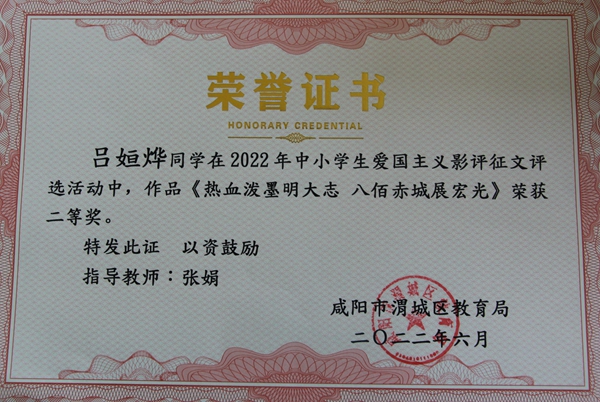 荣誉证书
HONORARY CREDENTIAL
吕姮烨同学在2022年中小学生爱国主义影评征文评
选活动中，作品《热血泼墨明大志 八佰赤城展宏光》荣获
二等奖。
特发此证 以资鼓励
指导教师：张娟
咸阳市渭城区教育局
二〇二二年六月